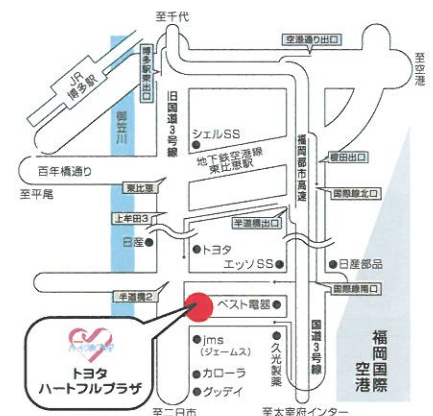 至千代
空港通り出口
至空港
JR
博多駅
博多駅東出口
御笠川
旧国道3号線
シェルSS
地下鉄空港線
東比恵駅
福岡都市高速
榎田出口
百年橋通り
至平尾
東比恵
国際線北口
上牟田3
半道橋出口
日産
トヨタ
エッソSS
日産部品
半道橋2
国際線南口
ベスト電器
トヨタ
ハートフルプラザ
jms
(ジェームス)
久光製薬
国道3号線
福岡国際空港
カローラ
グッデイ
至二日市
至太宰府インター